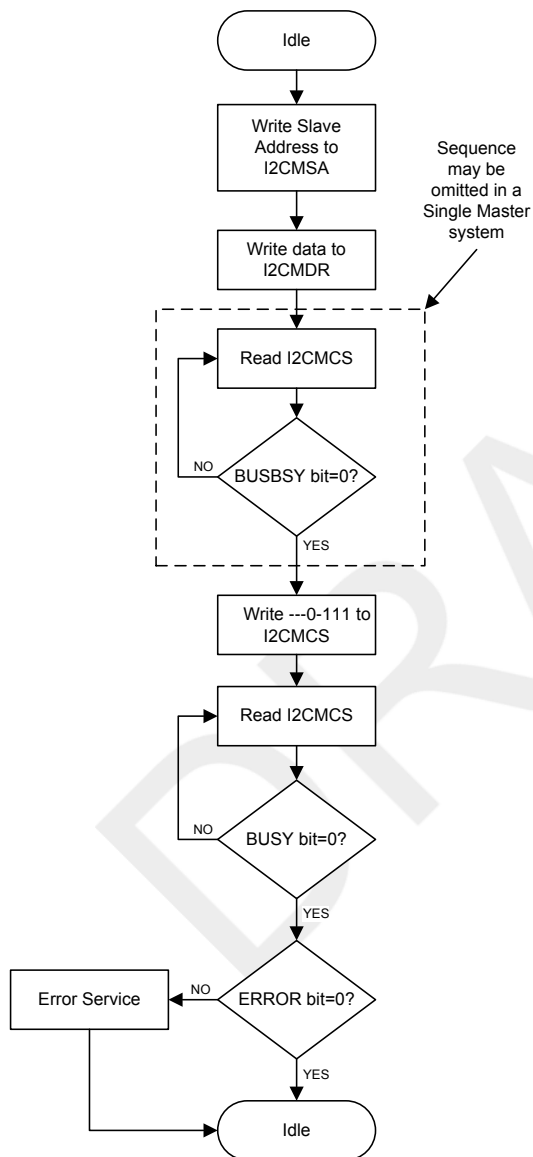 Idle
Write Slave
Address to
I2CMSA
Sequence
may be
omitted in a
Single Master
system
Write data to
I2CMDR
Read I2CMCS
NO
BUSBSY bit=0?
YES
Write ---0-111 to
I2CMCS
Read I2CMCS
NO
BUSY bit=0?
YES
Error Service
NO
ERROR bit=0?
YES
Idle
DRA